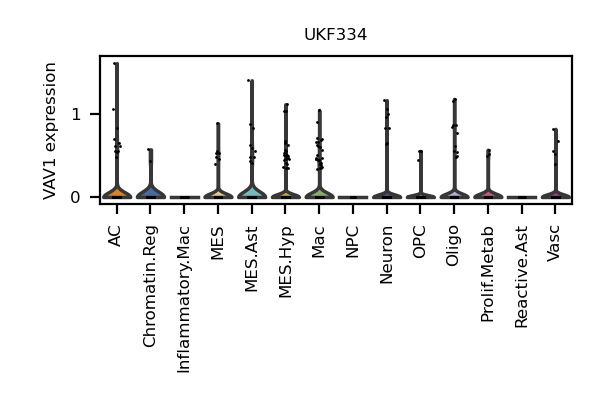 UKF334
VAV1 expression
1
0
AC
Chromatin.Reg
Inflammatory.Mac
MES
MES.Ast
MES.Hyp
Mac
NPC
Neuron
OPC
Oligo
Prolif.Metab
Reactive.Ast
Vasc